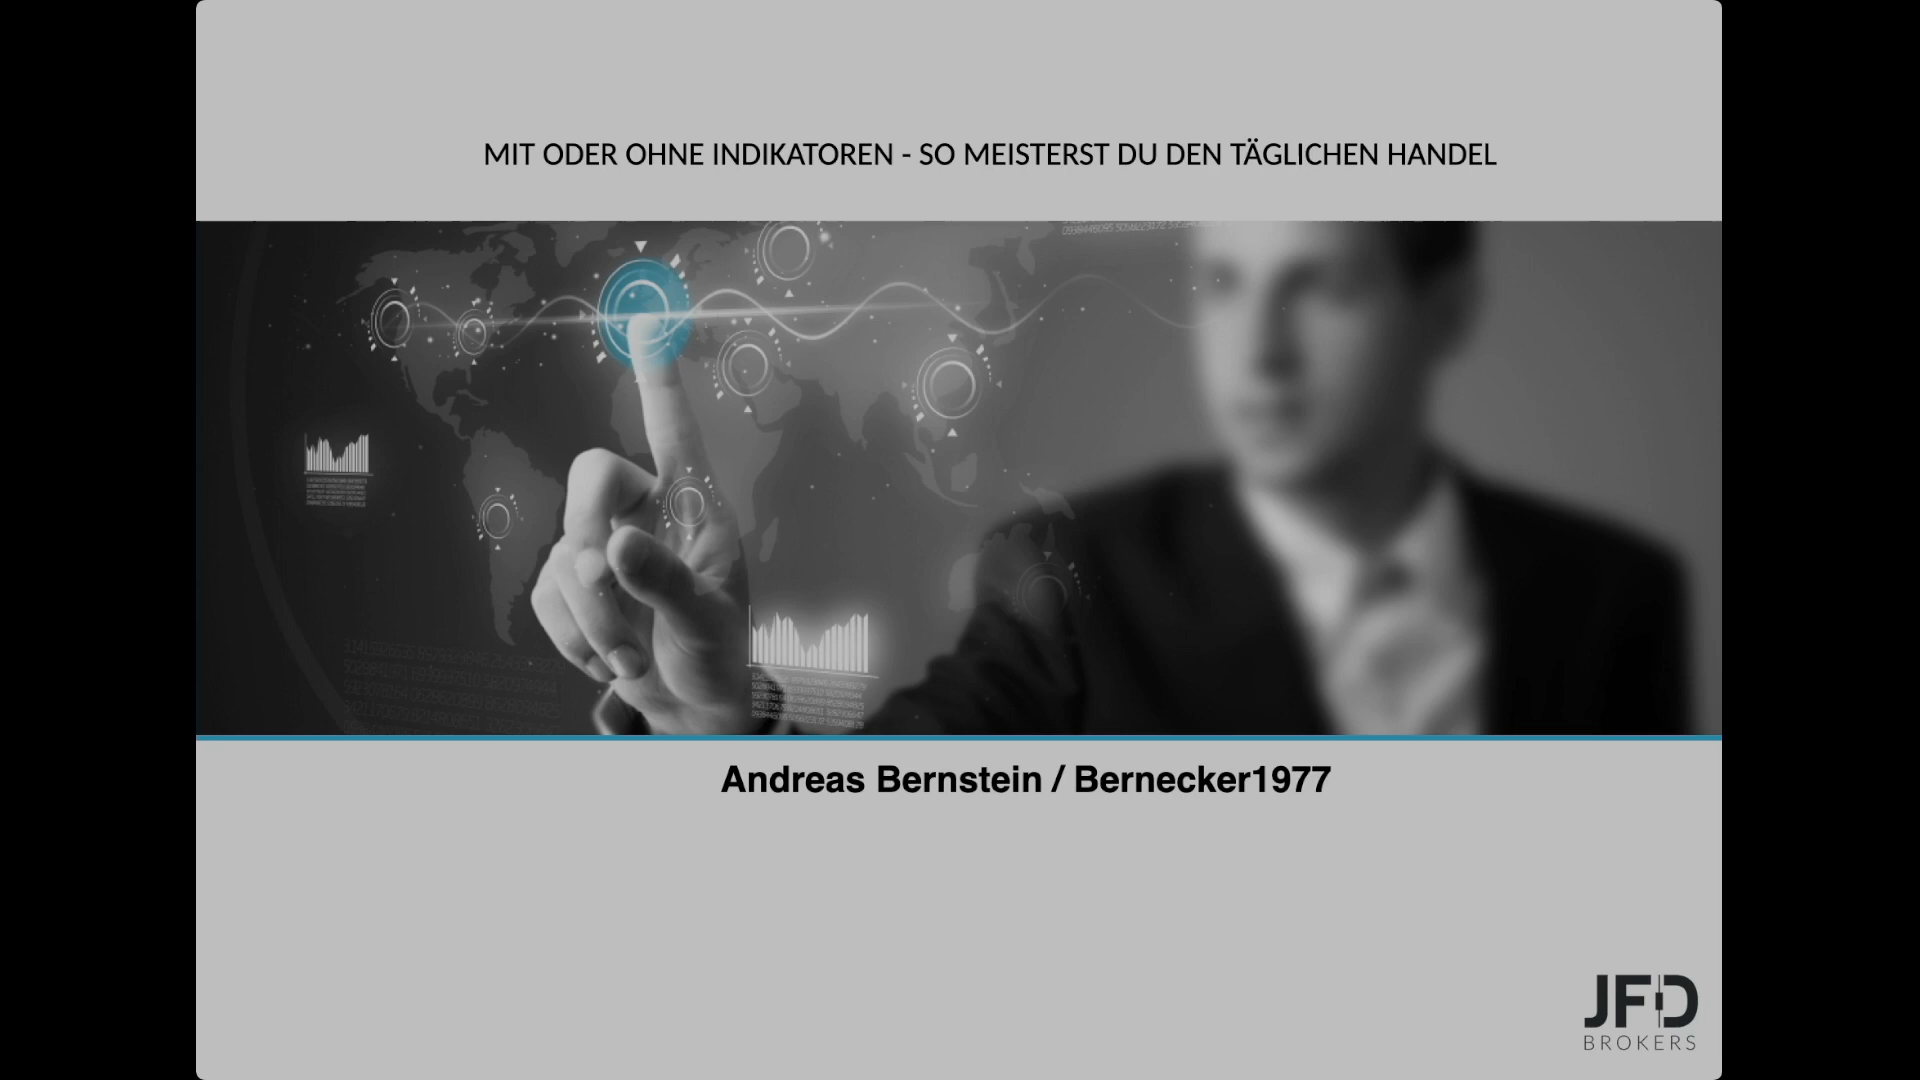 MIT ODER OHNE INDIKATOREN - SO MEISTERST DU DEN TÄGLICHEN HANDEL
Andreas Bernstein / Bernecker1977
JFD
BROKERS